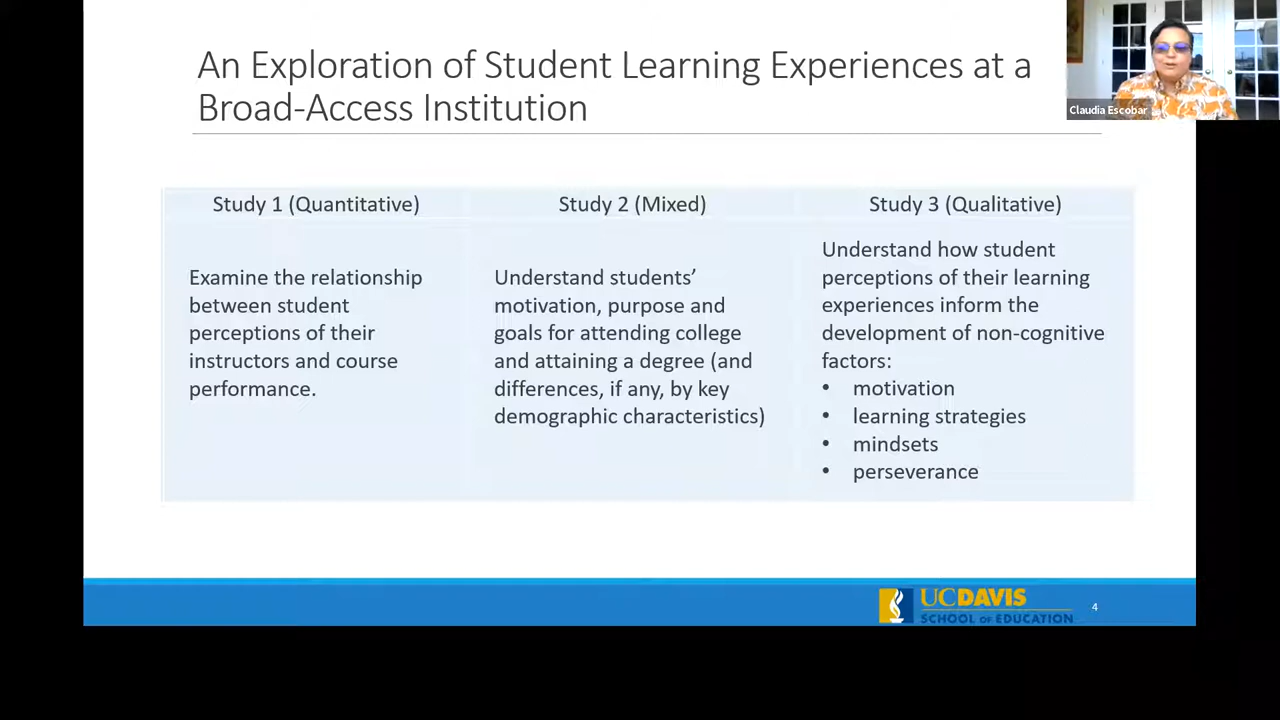 An Exploration of Student Learning Experiences at a
Broad-Access Institution
Claudia Escobar
Study 1 (Quantitative)
Examine the relationship
between student
perceptions of their
instructors and course
performance.
Study 2 (Mixed)
Understand students’
motivation, purpose and
goals for attending college
and attaining a degree (and
differences, if any, by key
demographic characteristics)
Study 3 (Qualitative)
Understand how student
perceptions of their learning
experiences inform the
development of non-cognitive
factors:
• motivation
• learning strategies
• mindsets
• perseverance
UCDAVIS
SCHOOL OF EDUCATION
4